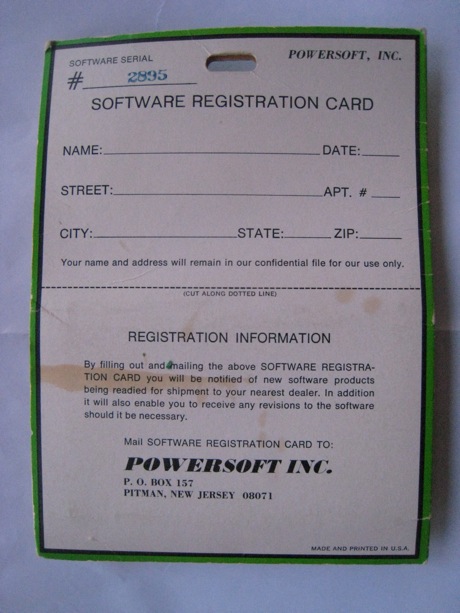 SOFTWARE SERIAL
# 2895
POWERSOFT, INC.
SOFTWARE REGISTRATION CARD
NAME: DATE:
STREET: APT. #
CITY: STATE: ZIP:
Your name and address will remain in our confidential file for our use only.
(CUT ALONG DOTTED LINE)
REGISTRATION INFORMATION
By filling out and mailing the above SOFTWARE REGISTRA-
TION CARD you will be notified of new software products
being readied for shipment to your nearest dealer. In addition
it will also enable you to receive any revisions to the software
should it be necessary.
Mail SOFTWARE REGISTRATION CARD TO:
POWERSOFT INC.
P. O. BOX 157
PITMAN, NEW JERSEY 08071
MADE AND PRINTED IN U.S.A.